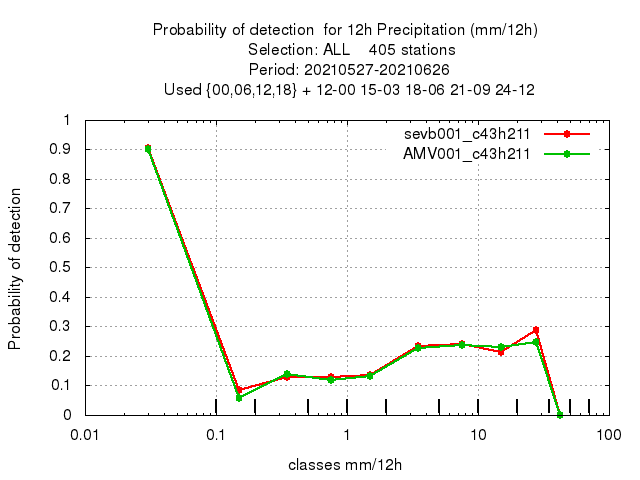 Probability of detection  for 12h Precipitation (mm/12h)
Selection: ALL    405 stations
Period: 20210527-20210626
Used {00,06,12,18} + 12-00 15-03 18-06 21-09 24-12
sevb001_c43h211
AMV001_c43h211
1
0.9
0.8
0.7
0.6
0.5
0.4
0.3
0.2
0.1
0
Probability of detection
0.01 0.1 1 10 100
classes mm/12h